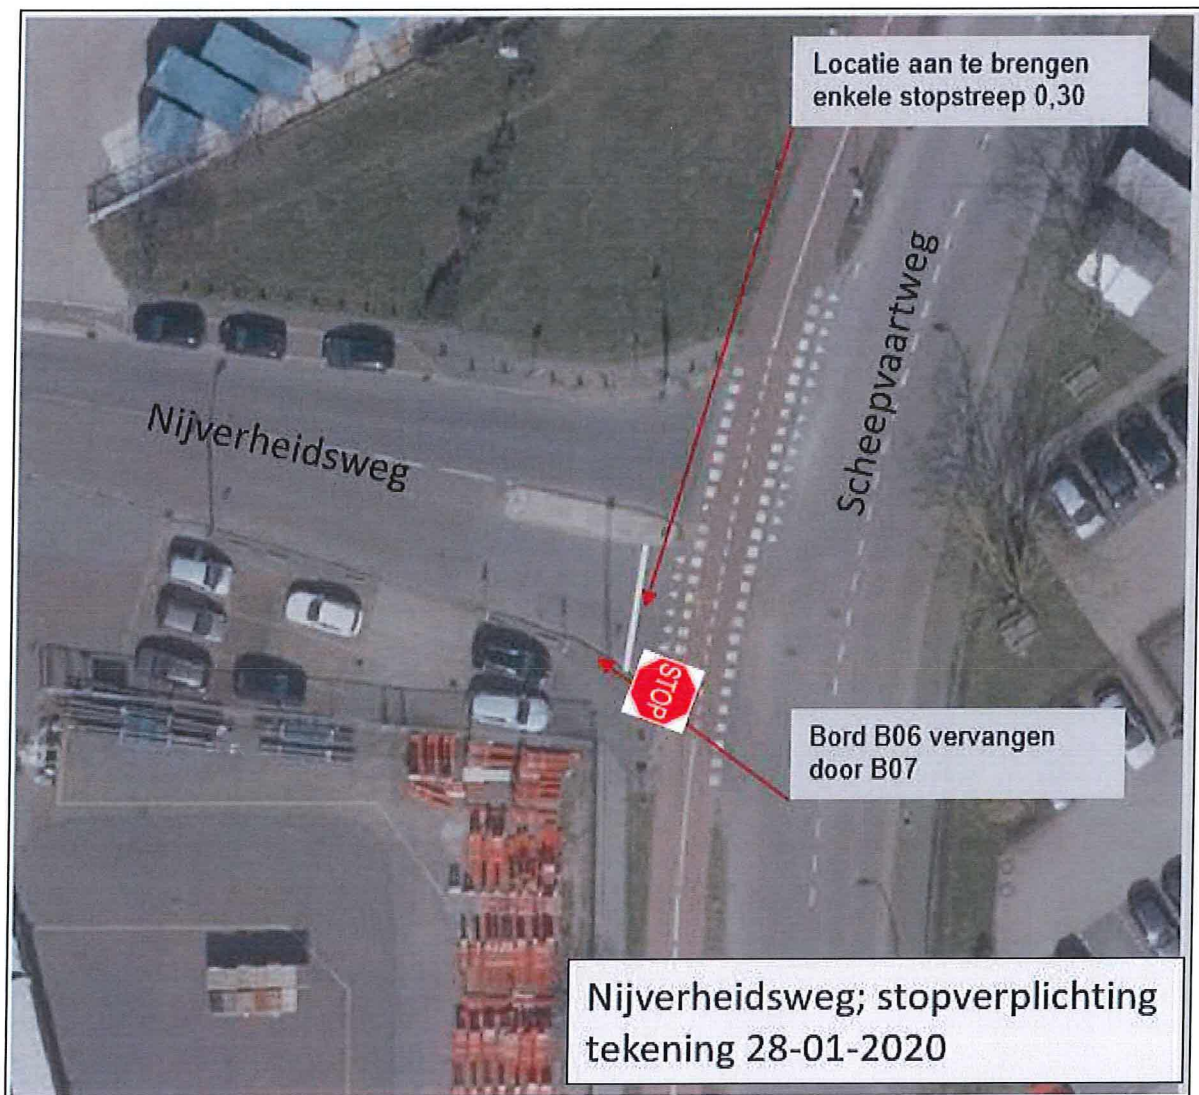 Locatie aan te brengen
enkele stopstreep 0,30
Scheepvaartweg
Nijverheidsweg
STOP
Bord B06 vervangen
door B07
Nijverheidsweg; stopverplichting
tekening 28-01-2020